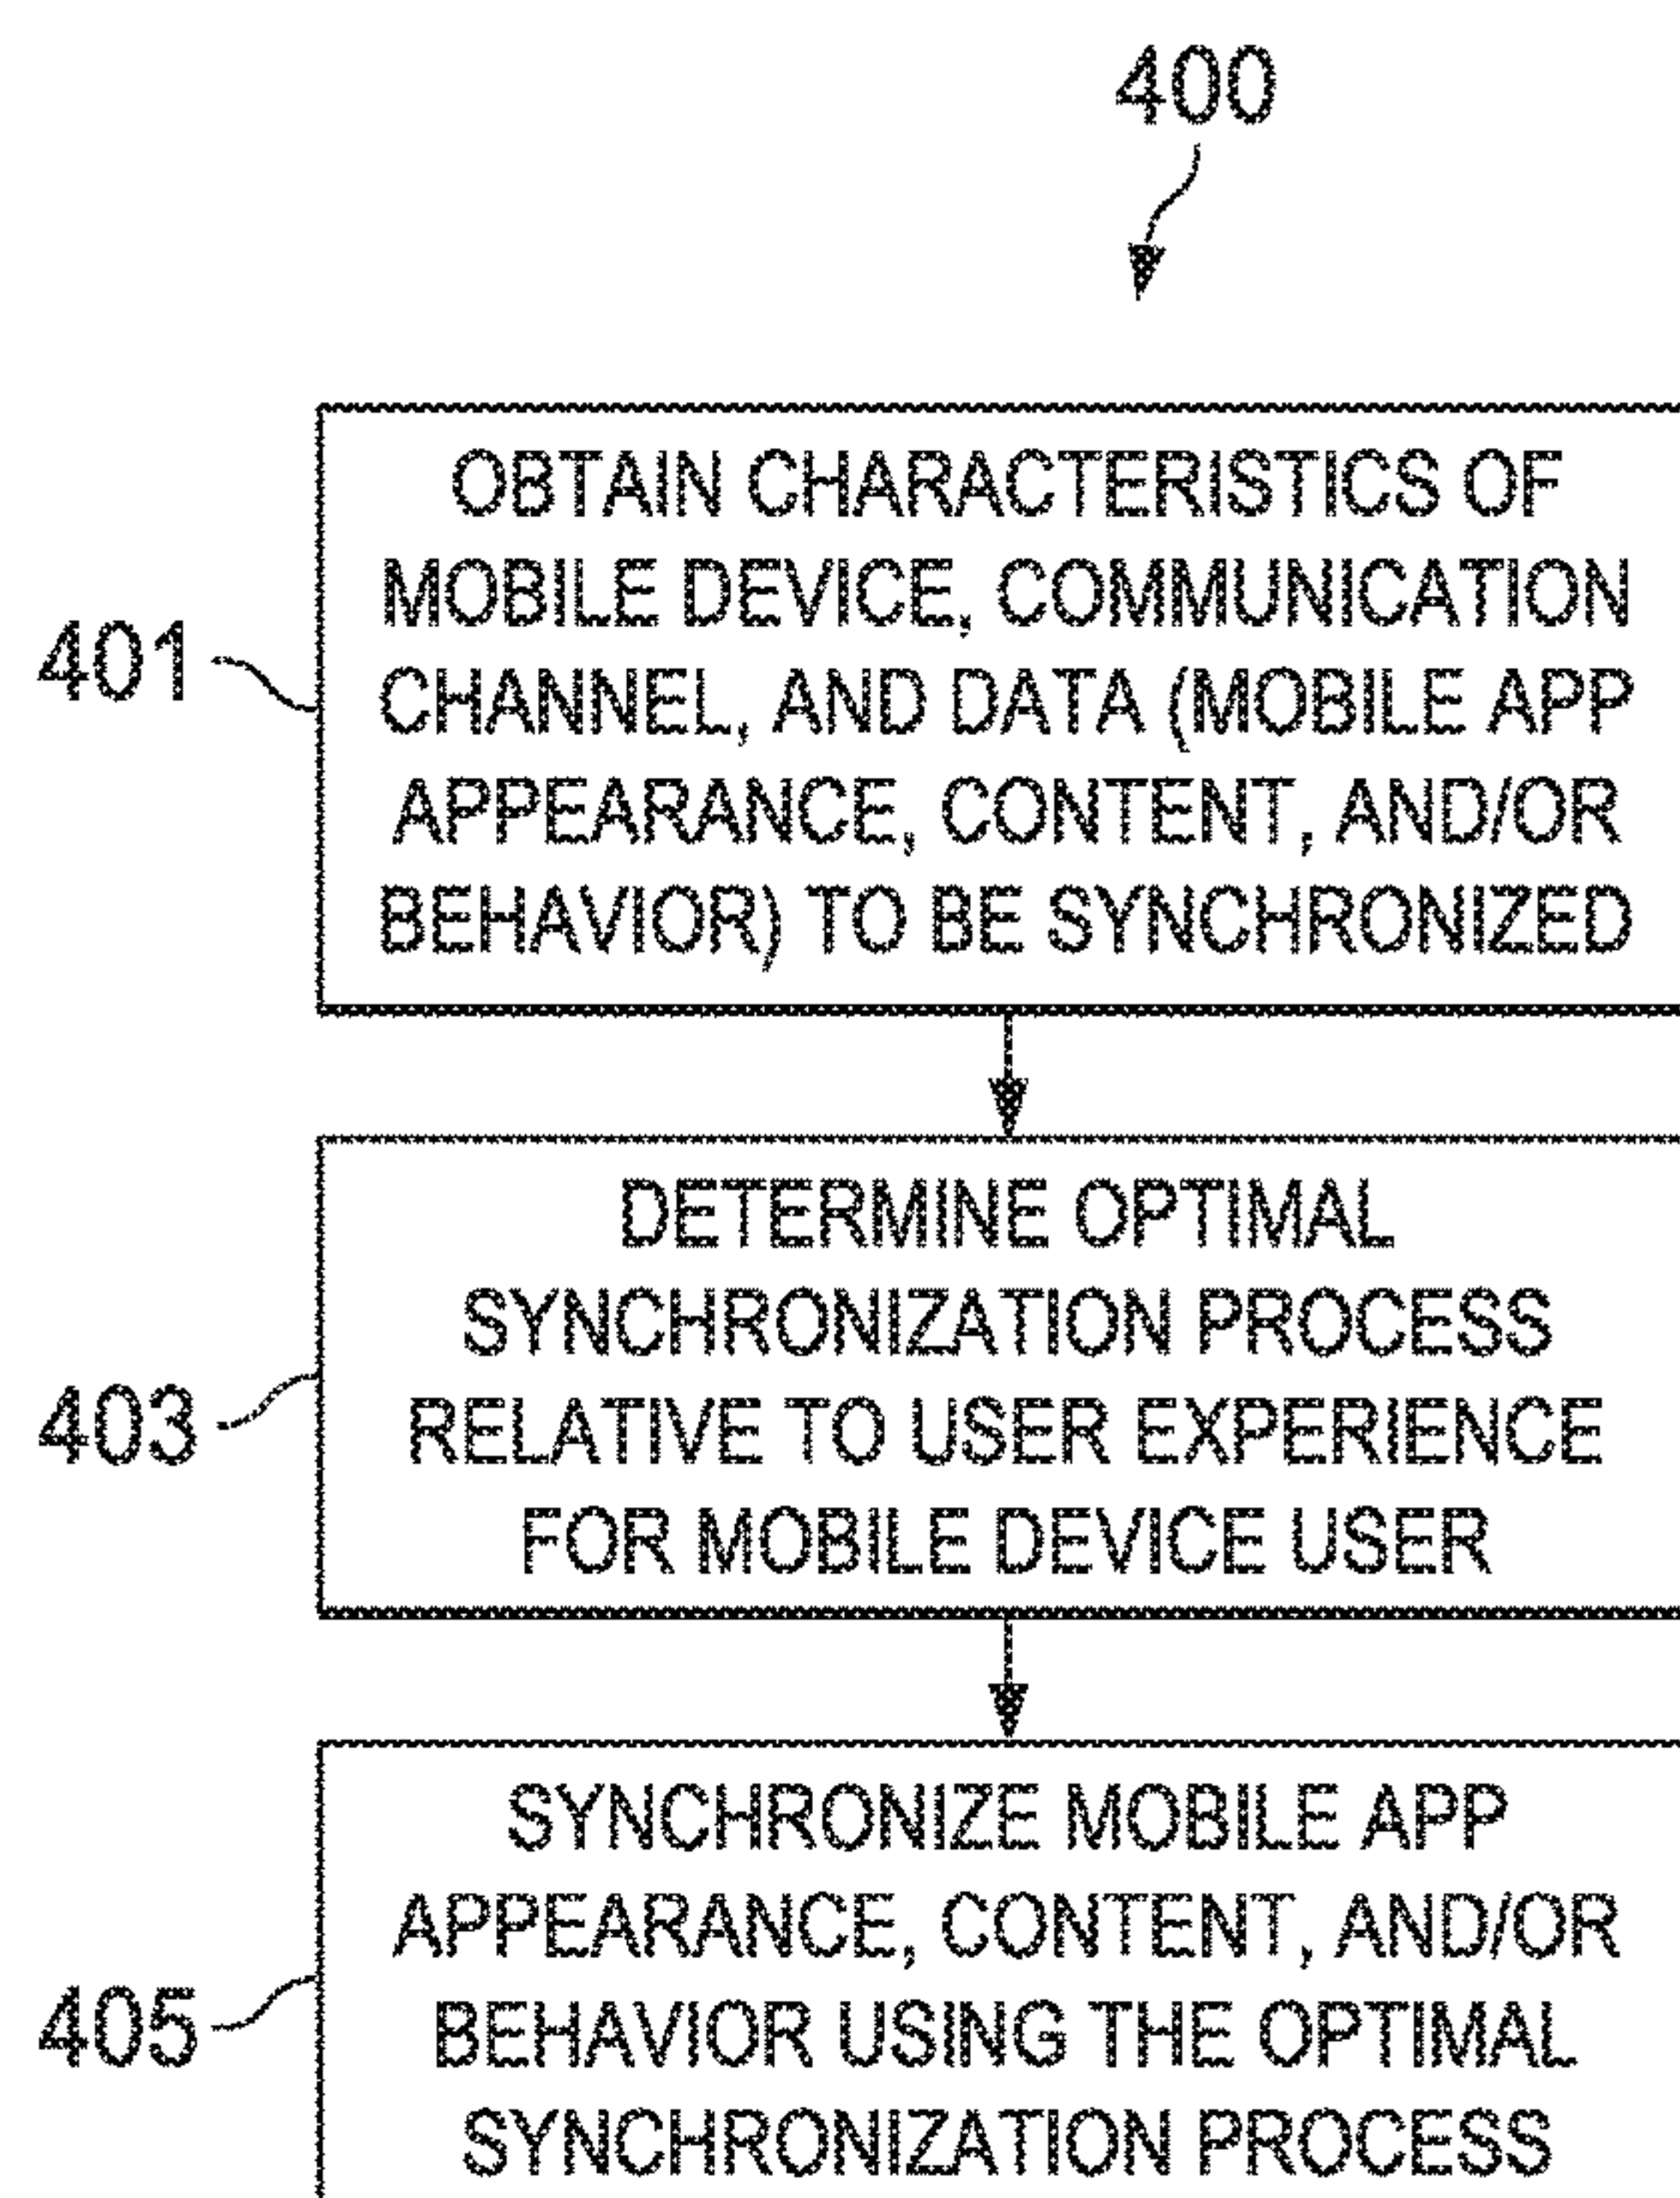 400
OBTAIN CHARACTERISTICS OF
MOBILE DEVICE, COMMUNICATION
CHANNEL, AND DATA (MOBILE APP
APPEARANCE, CONTENT, AND/OR
BEHAVIOR) TO BE SYNCHRONIZED
401
DETERMINE OPTIMAL
SYNCHRONIZATION PROCESS
RELATIVE TO USER EXPERIENCE
FOR MOBILE DEVICE USER
403
SYNCHRONIZE MOBILE APP
APPEARANCE, CONTENT, AND/OR
BEHAVIOR USING THE OPTIMAL
SYNCHRONIZATION PROCESS
405